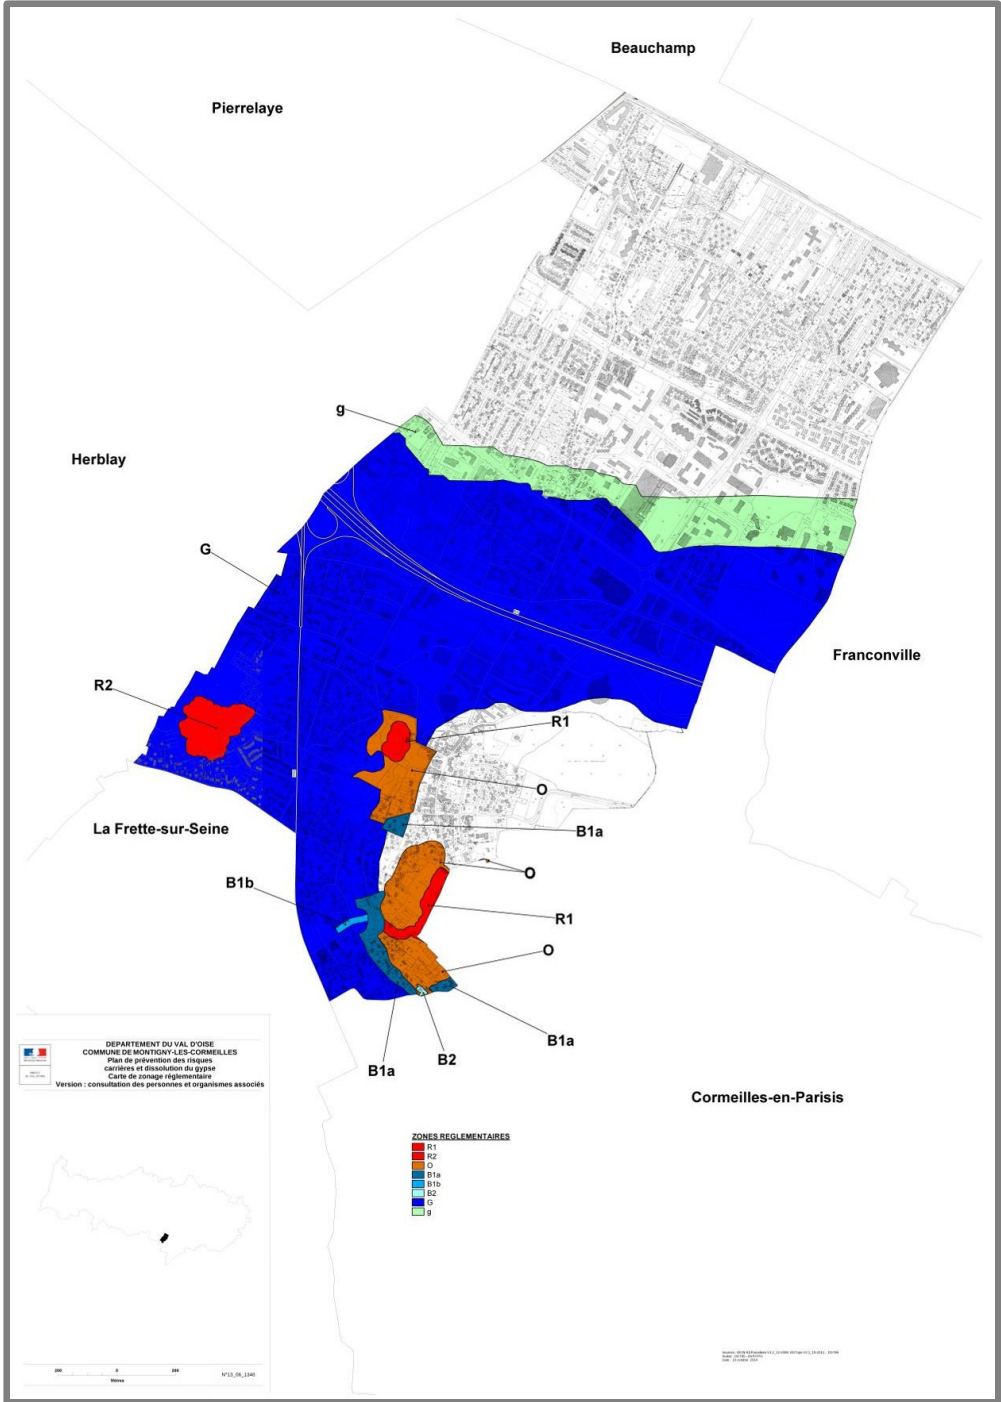 Beauchamp
Pierrelaye
g
Herblay
G
Franconville
R2
R1
O
La Frette-sur-Seine
B1a
O
B1b
R1
O
B1a
B2
B1a
Cormeilles-en-Parisis
DEPARTEMENT DU VAL D'OISE
COMMUNE DE MONTIGNY-LES-CORMEILLES
Plan de prévention des risques
carrières et dissolution du gypse
Carte de zonage réglementaire
Version : consultation des personnes et organismes associés
ZONES REGLEMENTAIRES
R1
R2
O
B1a
B1b
B2
G
g
Mètres